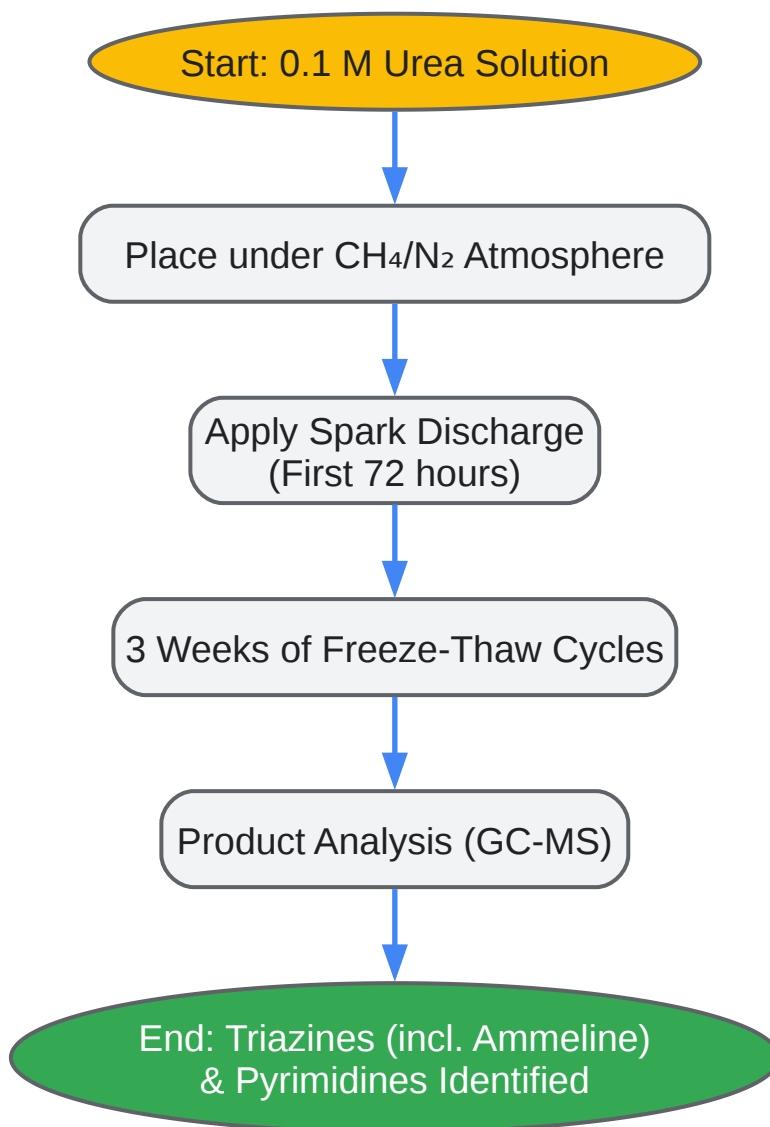 Start: 0.1 M Urea Solution
Place under CH₄/N₂ Atmosphere
Apply Spark Discharge
(First 72 hours)
3 Weeks of Freeze-Thaw Cycles
Product Analysis (GC-MS)
End: Triazines (incl. Ammeline)
& Pyrimidines Identified